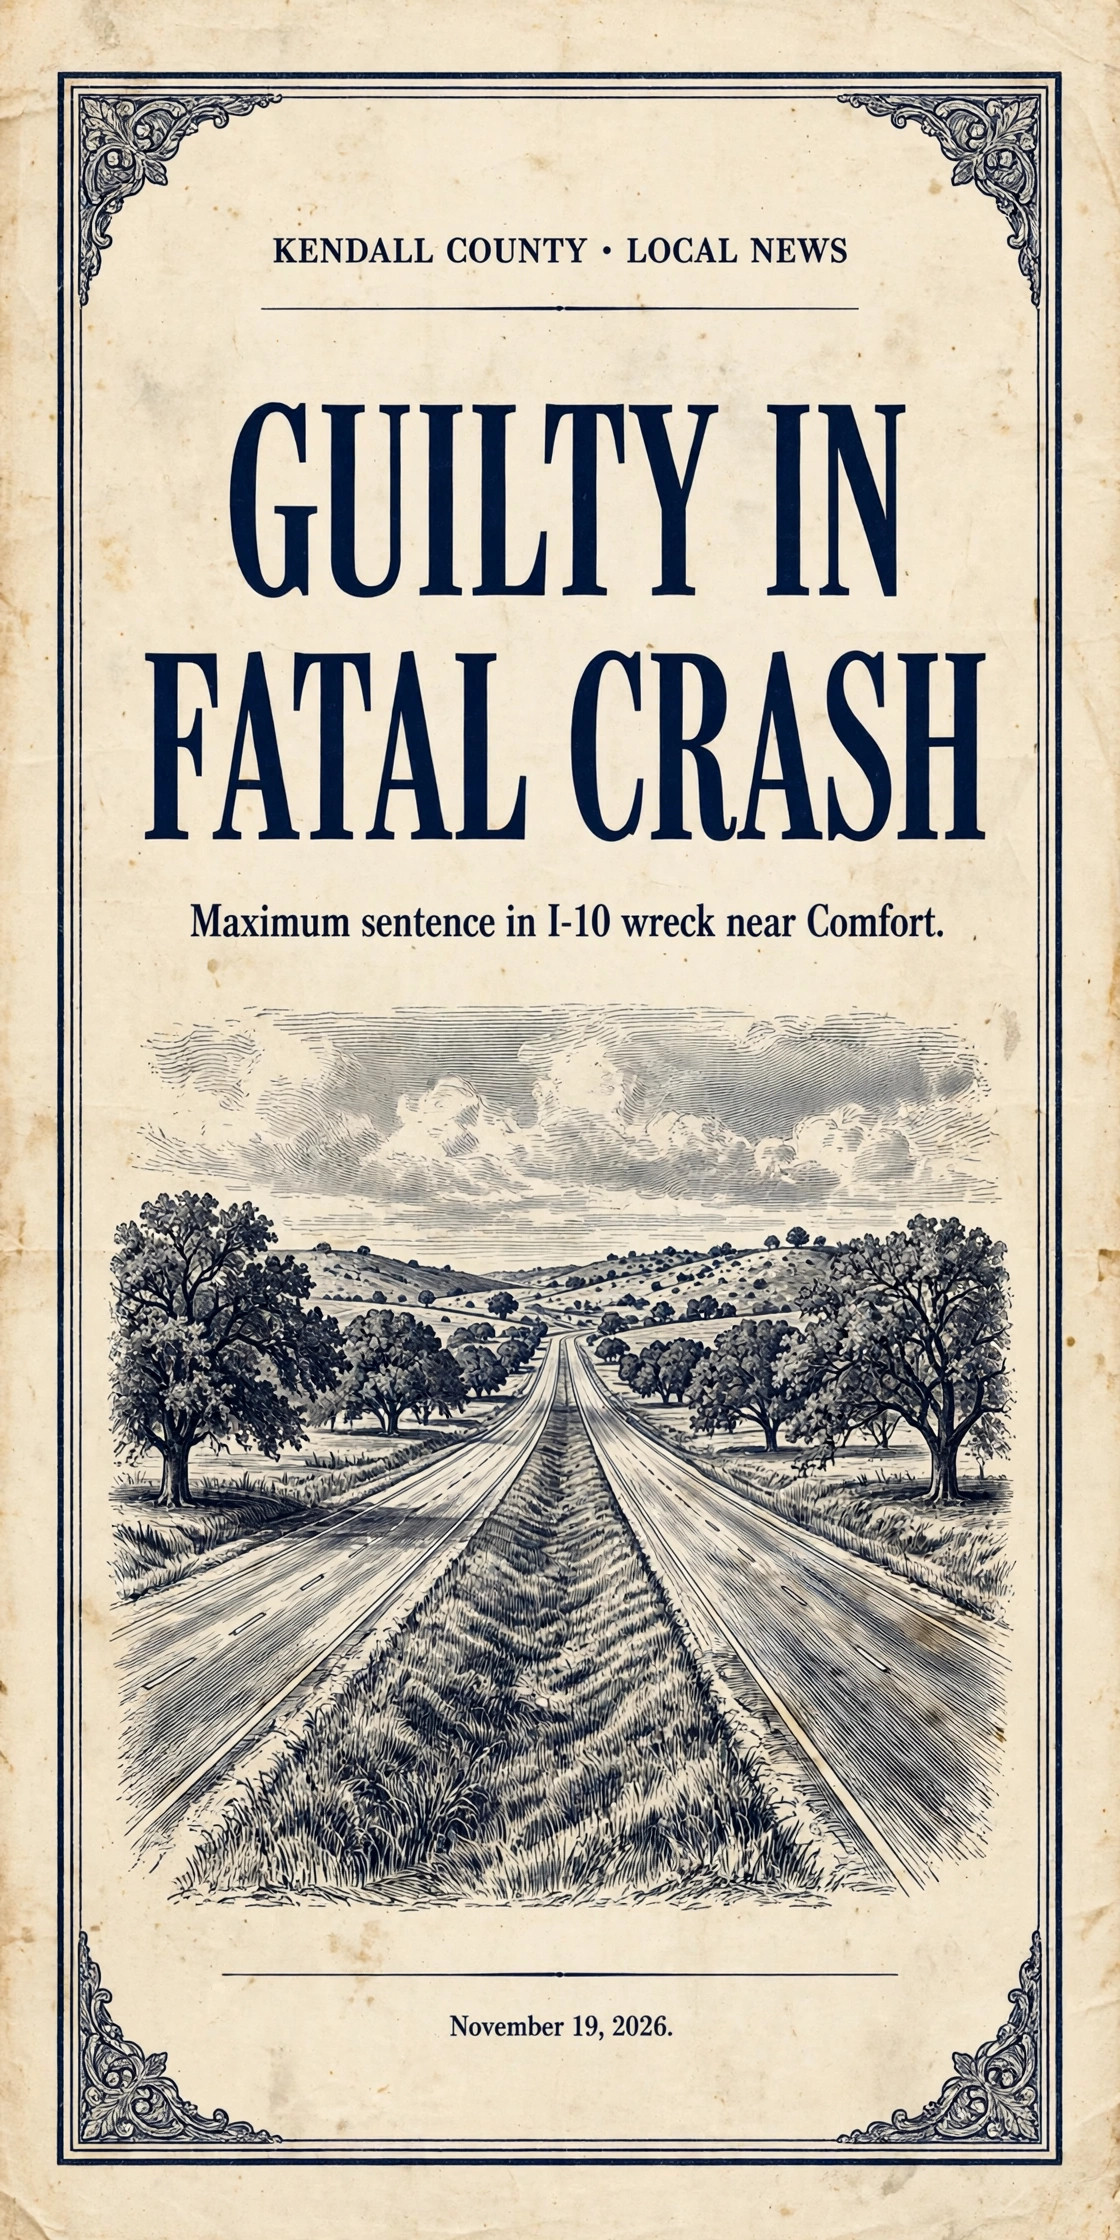 KENDALL COUNTY • LOCAL NEWS
GUILTY IN
FATAL CRASH
Maximum sentence in I-10 wreck near Comfort.
November 19, 2026.